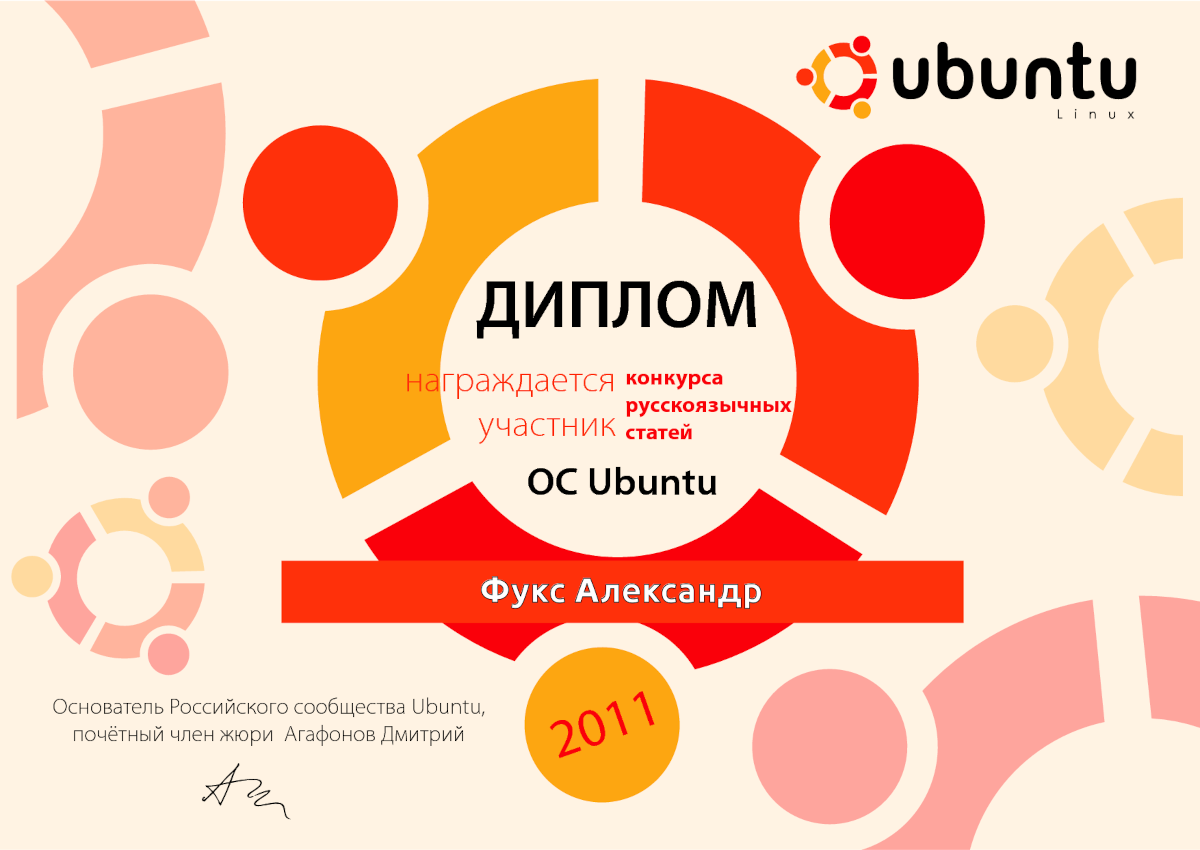 ubuntu
Linux
ДИПЛОМ
награждается
участник
конкурса
русскоязычных
статей
ОС Ubuntu
Фукс Александр
2011
Основатель Российского сообщества Ubuntu,
почётный член жюри Агафонов Дмитрий